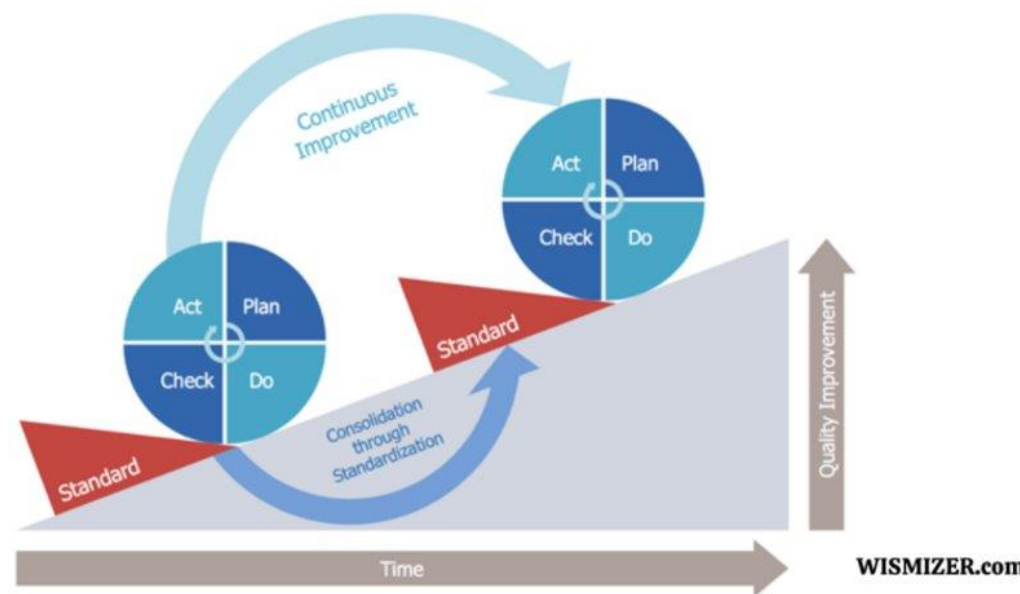 Continuous
Improvement
Act
Plan
Check
Do
Act
Plan
Check
Do
Standard
Standard
Consolidation
through
Standardization
Quality Improvement
Time
WISMIZER.com